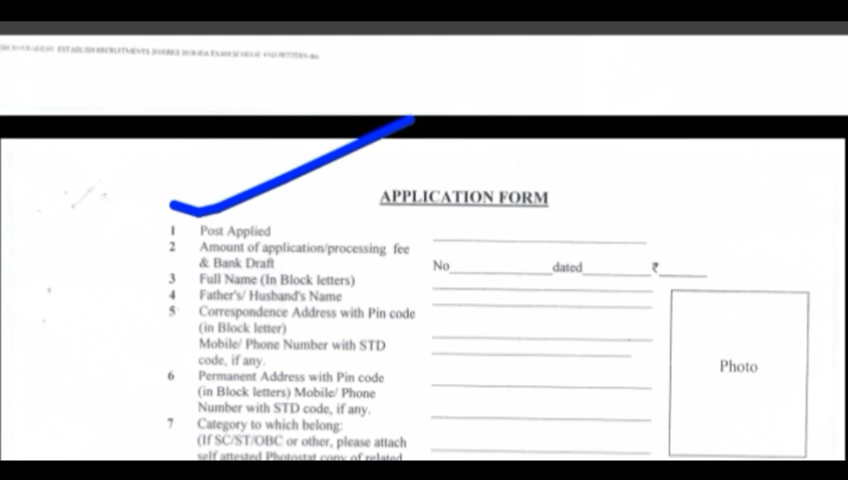 APPLICATION FORM
1 Post Applied
2 Amount of application/processing fee
& Bank Draft
No dated ₹
3 Full Name (In Block letters)
4 Father's/ Husband's Name
5 Correspondence Address with Pin code
(in Block letter)
Mobile/ Phone Number with STD
code, if any.
Photo
6 Permanent Address with Pin code
(in Block letters) Mobile/ Phone
Number with STD code, if any.
7 Category to which belong:
(If SC/ST/OBC or other, please attach
self attested Photostat copy of related